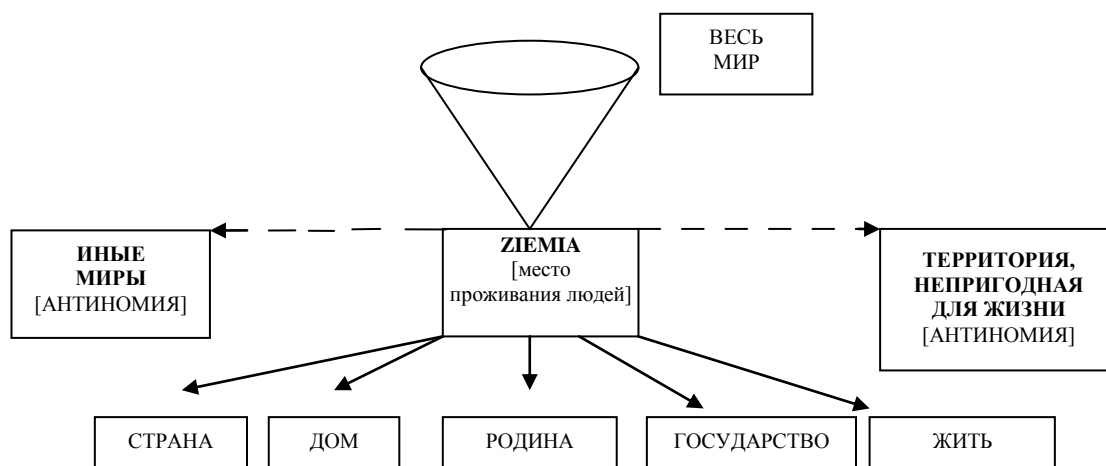 ВЕСЬ
МИР
ИНЫЕ
МИРЫ
[АНТИНОМИЯ]
ZIEMIA
[место
проживания людей]
ТЕРРИТОРИЯ,
НЕПРИГОДНАЯ
ДЛЯ ЖИЗНИ
[АНТИНОМИЯ]
СТРАНА
ДОМ
РОДИНА
ГОСУДАРСТВО
ЖИТЬ